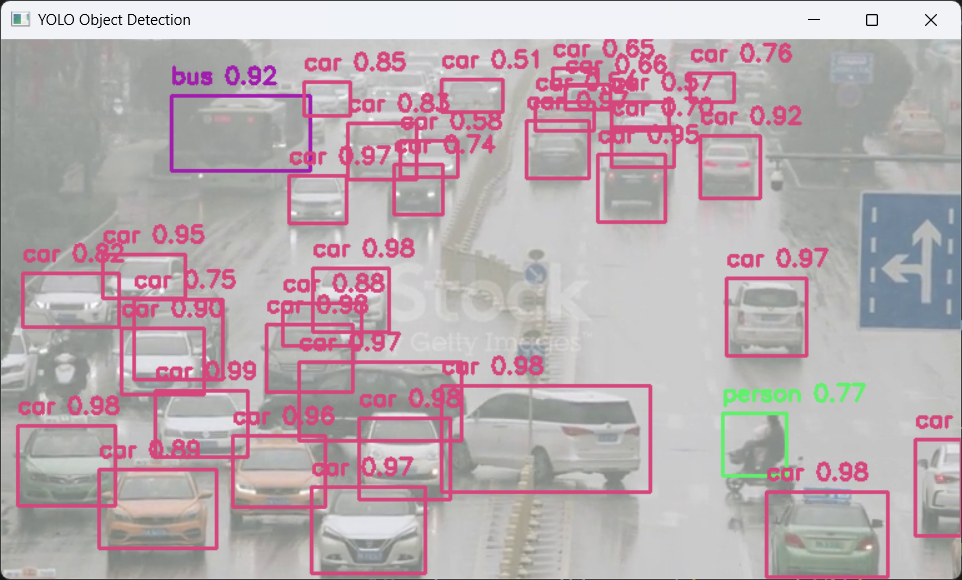 YOLO Object Detection
car 0.65
car 0.76
car 0.51
car 0.85
car 0.66
bus 0.92
car 0.57
car 0.83
car 0.97
car 0.70
car 0.92
car 0.58
car 0.95
car 0.74
car 0.97
car 0.95
car 0.98
car 0.82
car 0.97
car 0.75
car 0.88
car 0.90
car 0.98
car 0.97
iStock
Getty Images
car 0.98
car 0.99
person 0.77
car 0.98
car 0.98
car 0.96
car
car 0.89
car 0.97
car 0.98